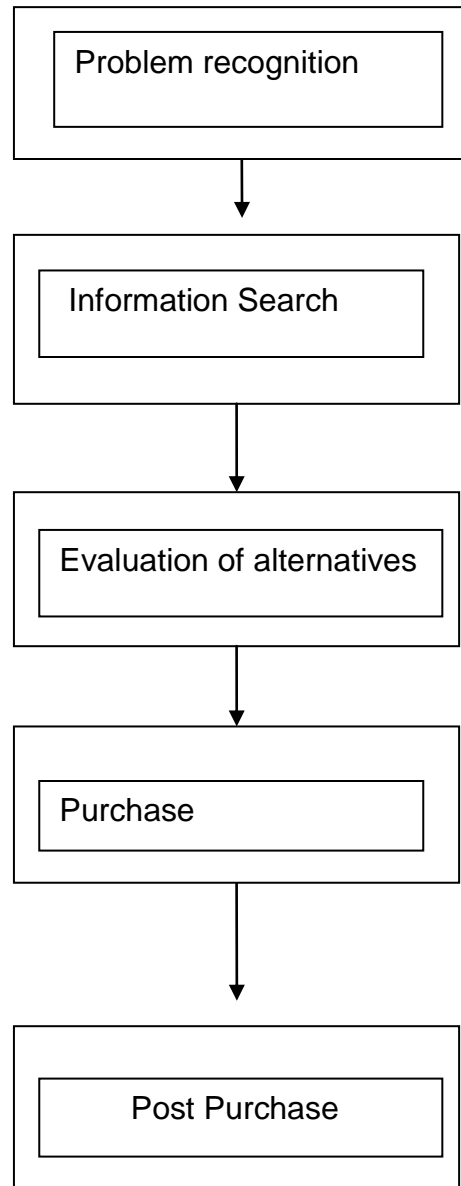 Problem recognition
Information Search
Evaluation of alternatives
Purchase
Post Purchase